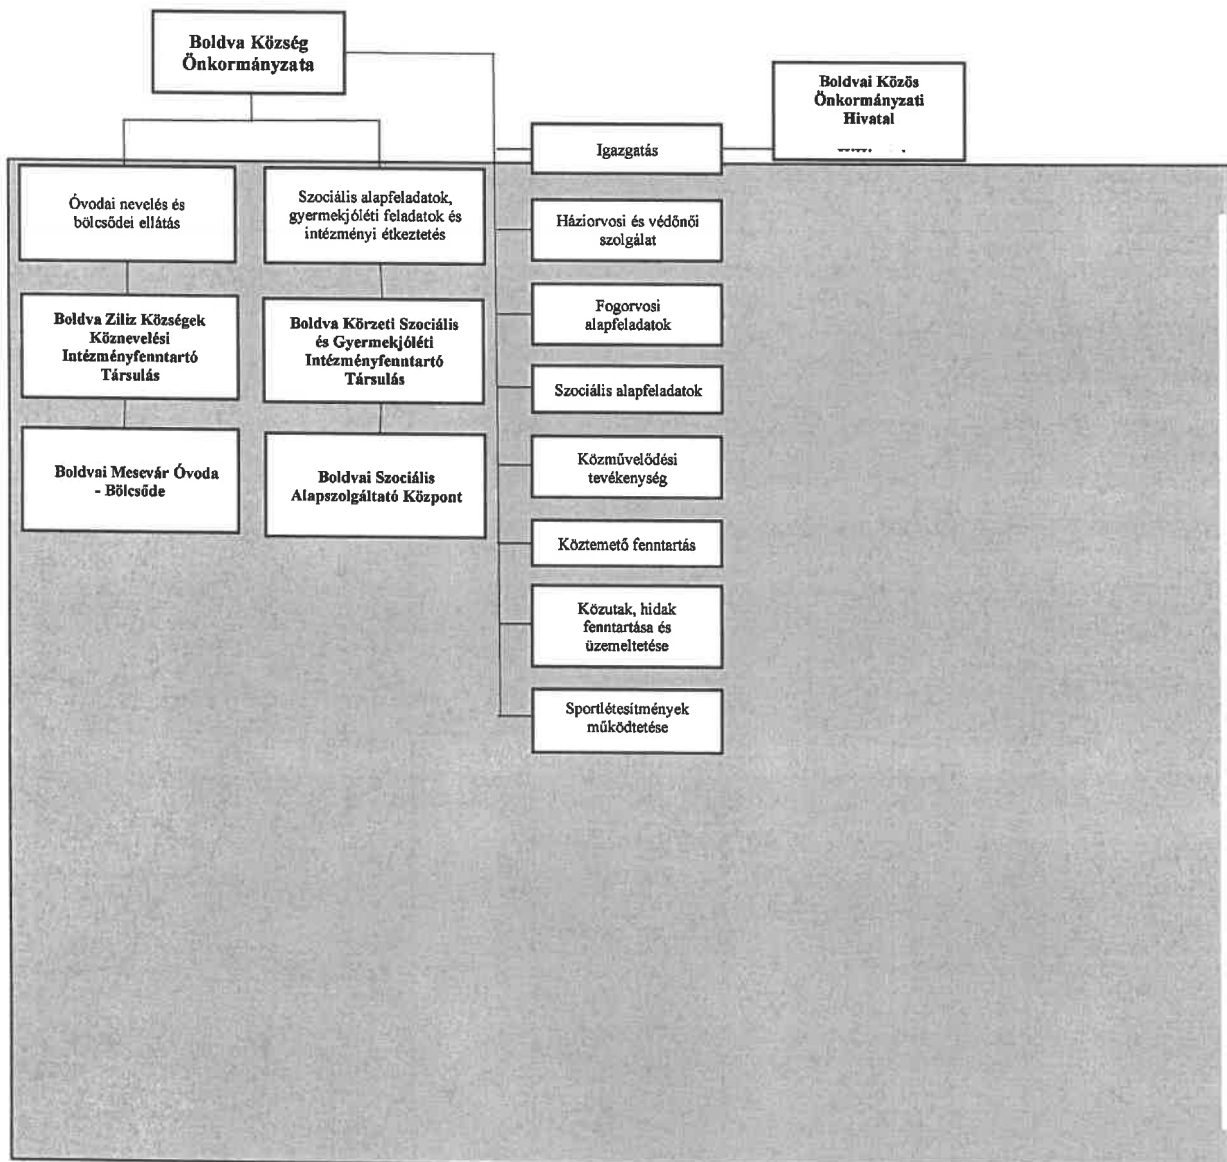 Boldva Község
Önkormányzata
Boldvai Közös
Önkormányzati
Hivatal
Igazgatás
Óvodai nevelés és
bölcsődei ellátás
Szociális alapfeladatok,
gyermekjóléti feladatok és
intézményi étkeztetés
Háziorvosi és védőnői
szolgálat
Boldva Ziliz Községek
Köznevelési
Intézményfenntartó
Társulás
Boldva Körzeti Szociális
és Gyermekjóléti
Intézményfenntartó
Társulás
Fogorvosi
alapfeladatok
Szociális alapfeladatok
Boldvai Mesevár Óvoda
- Bölcsőde
Boldvai Szociális
Alapszolgáltató Központ
Közművelődési
tevékenység
Köztemető fenntartás
Közutak, hidak
fenntartása és
üzemeltetése
Sportlétesítmények
működtetése